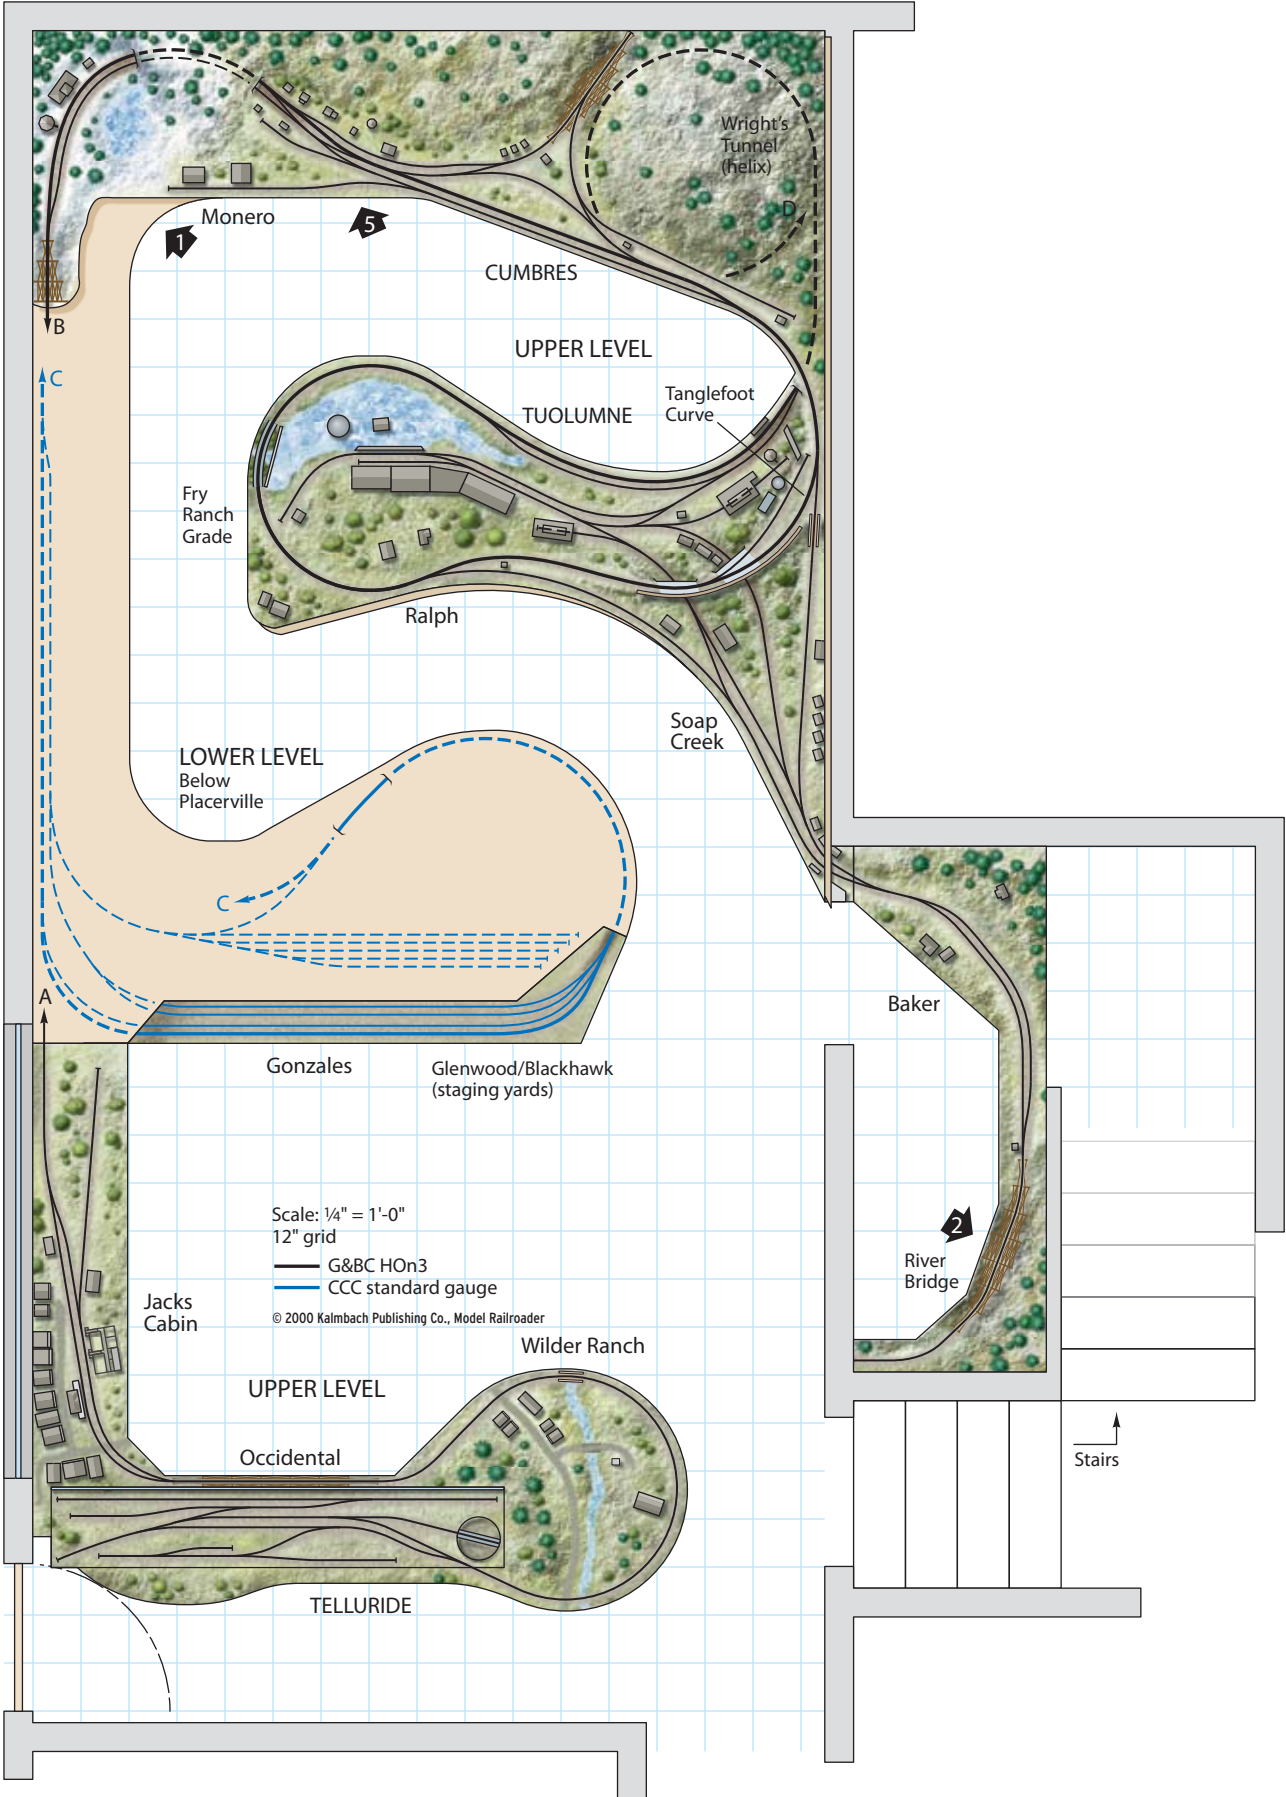 Wright's
Tunnel
(helix)
D
Monero
1
5
CUMBRES
B
UPPER LEVEL
C
Tanglefoot
Curve
TUOLUMNE
Fry
Ranch
Grade
Ralph
Soap
Creek
LOWER LEVEL
Below
Placerville
C
A
Baker
Gonzales
Glenwood/Blackhawk
(staging yards)
Scale: ¼" = 1'-0"
12" grid
G&BC HOn3
CCC standard gauge
© 2000 Kalmbach Publishing Co., Model Railroader
2
River
Bridge
Jacks
Cabin
Wilder Ranch
UPPER LEVEL
Occidental
Stairs
TELLURIDE